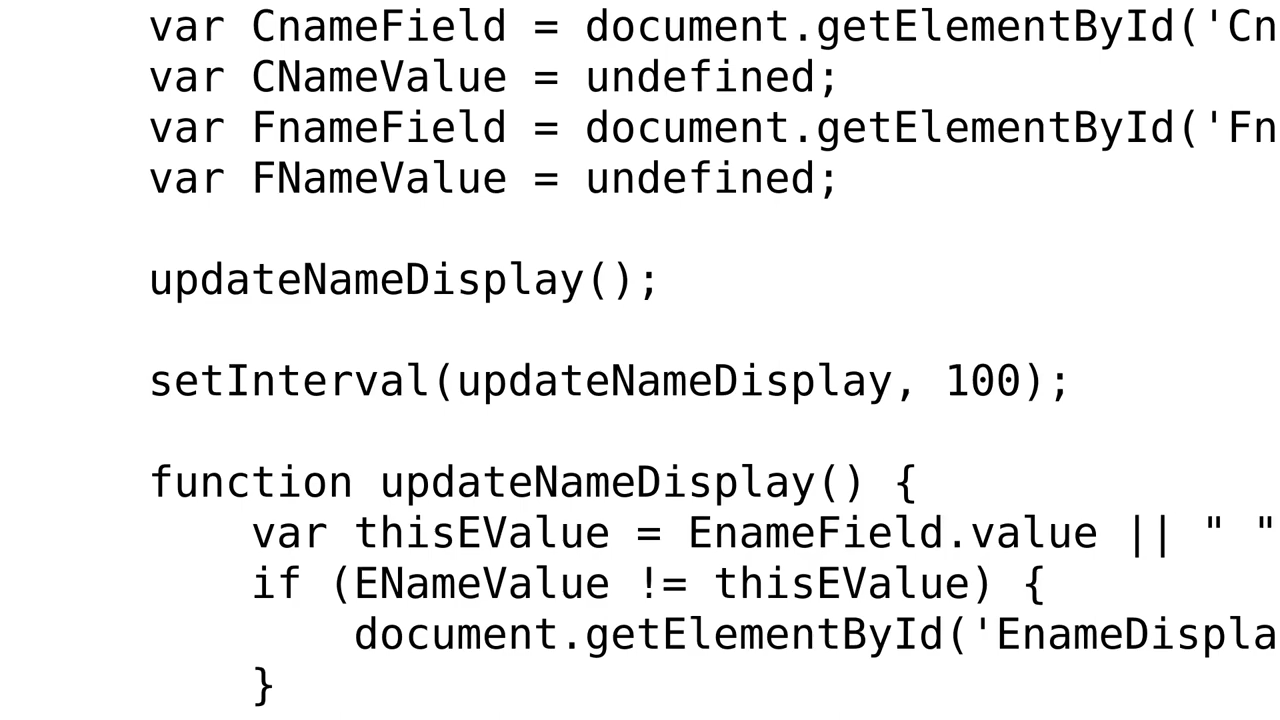 var CnameField = document.getElementById('Cn
var CNameValue = undefined;
var FnameField = document.getElementById('Fn
var FNameValue = undefined;
updateNameDisplay();
setInterval(updateNameDisplay, 100);
function updateNameDisplay() {
var thisEValue = EnameField.value || " "
if (ENameValue != thisEValue) {
document.getElementById('EnameDispla
}